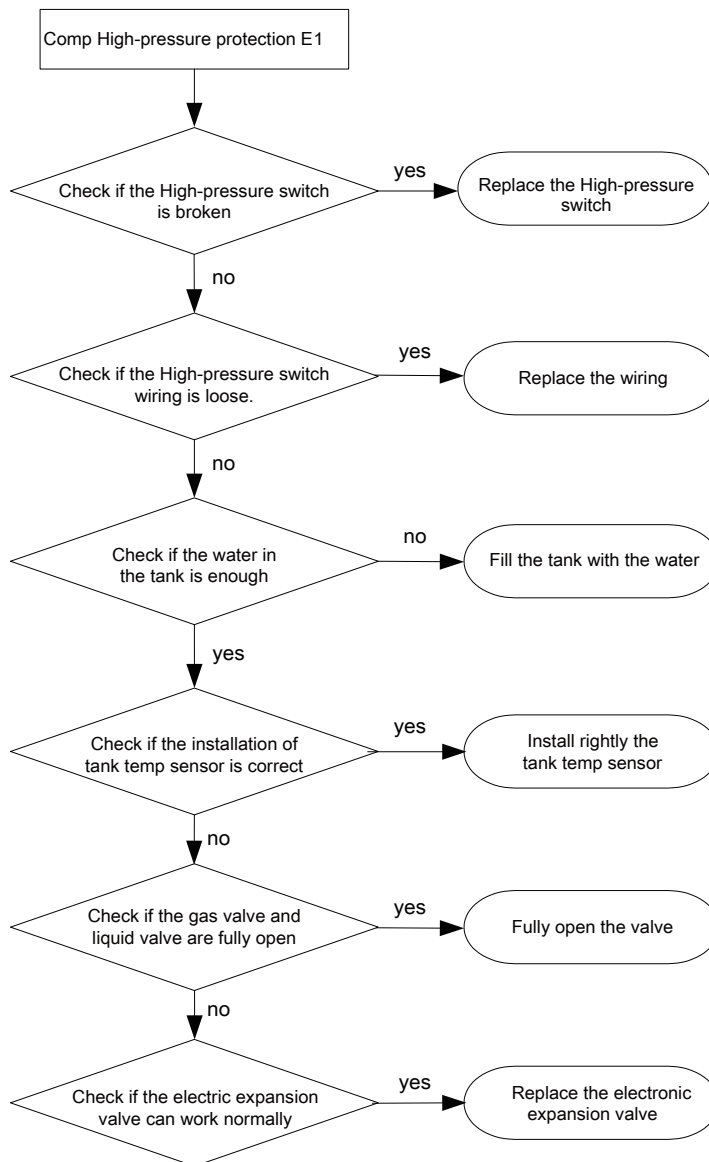 Comp High-pressure protection E1
Check if the High-pressure switch
is broken
yes
Replace the High-pressure
switch
no
Check if the High-pressure switch
wiring is loose.
yes
Replace the wiring
no
Check if the water in
the tank is enough
no
Fill the tank with the water
yes
Check if the installation of
tank temp sensor is correct
yes
Install rightly the
tank temp sensor
no
Check if the gas valve and
liquid valve are fully open
yes
Fully open the valve
no
Check if the electric expansion
valve can work normally
yes
Replace the electronic
expansion valve